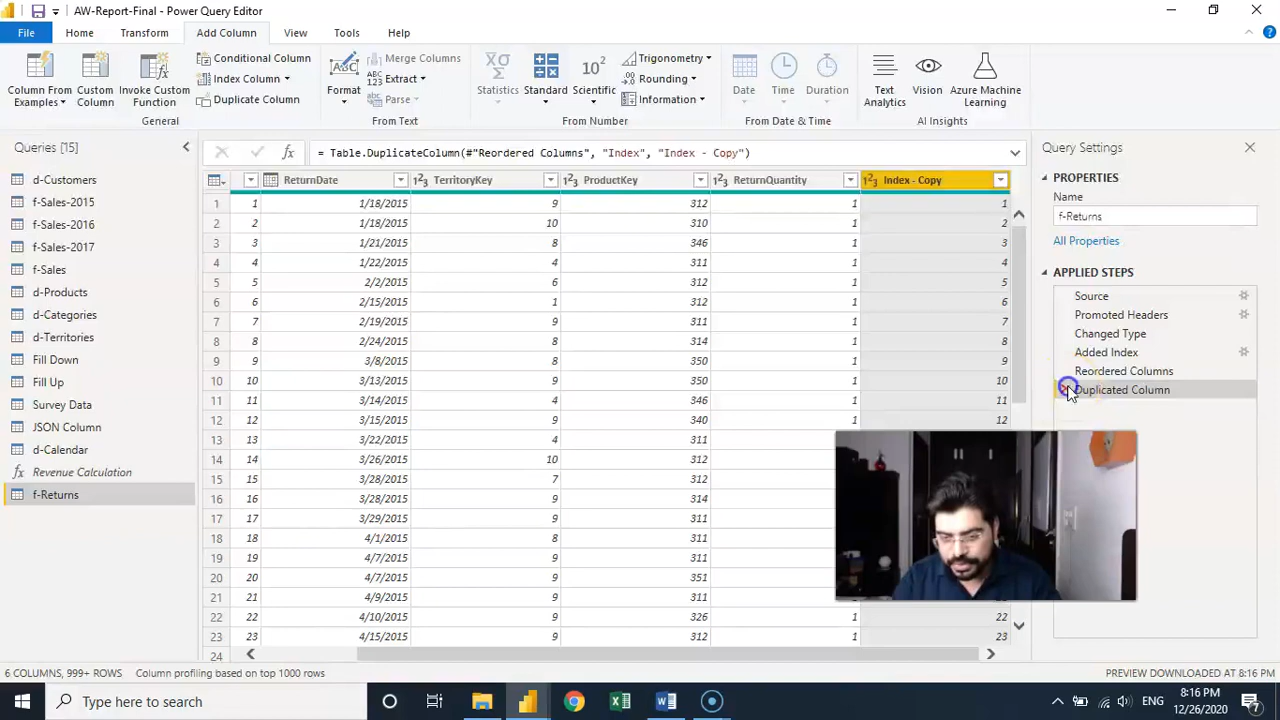 AW-Report-Final - Power Query Editor
File Home Transform Add Column View Tools Help
Column From Examples
Custom Column
Invoke Custom Function
Conditional Column
Index Column
Duplicate Column
General
Format
Merge Columns
ABC 123 Extract
Parse
From Text
Statistics
Standard
10² Scientific
Trigonometry
Rounding
Information
From Number
Date
Time
Duration
From Date & Time
Text Analytics
Vision
Azure Machine Learning
AI Insights
Queries [15]
d-Customers
f-Sales-2015
f-Sales-2016
f-Sales-2017
f-Sales
d-Products
d-Categories
d-Territories
Fill Down
Fill Up
Survey Data
JSON Column
d-Calendar
fx Revenue Calculation
f-Returns
fx = Table.DuplicateColumn(#"Reordered Columns", "Index", "Index - Copy")
ReturnDate 1²3 TerritoryKey 1²3 ProductKey 1²3 ReturnQuantity 1²3 Index - Copy
1 1 1/18/2015 9 312 1 1
2 2 1/18/2015 10 310 1 2
3 3 1/21/2015 8 346 1 3
4 4 1/22/2015 4 311 1 4
5 5 2/2/2015 6 312 1 5
6 6 2/15/2015 1 312 1 6
7 7 2/19/2015 9 311 1 7
8 8 2/24/2015 8 314 1 8
9 9 3/8/2015 8 350 1 9
10 10 3/13/2015 9 350 1 10
11 11 3/14/2015 4 346 1 11
12 12 3/15/2015 9 340 1 12
13 13 3/22/2015 4 311
14 14 3/26/2015 10 312
15 15 3/28/2015 7 312
16 16 3/28/2015 9 314
17 17 3/29/2015 9 311
18 18 4/1/2015 8 311
19 19 4/7/2015 9 311
20 20 4/7/2015 9 351
21 21 4/9/2015 9 311
22 22 4/10/2015 9 326 1 22
23 23 4/15/2015 9 312 1 23
24
Query Settings
PROPERTIES
Name
f-Returns
All Properties
APPLIED STEPS
Source
Promoted Headers
Changed Type
Added Index
Reordered Columns
Duplicated Column
6 COLUMNS, 999+ ROWS Column profiling based on top 1000 rows
PREVIEW DOWNLOADED AT 8:16 PM
Type here to search
ENG
8:16 PM
12/26/2020
7